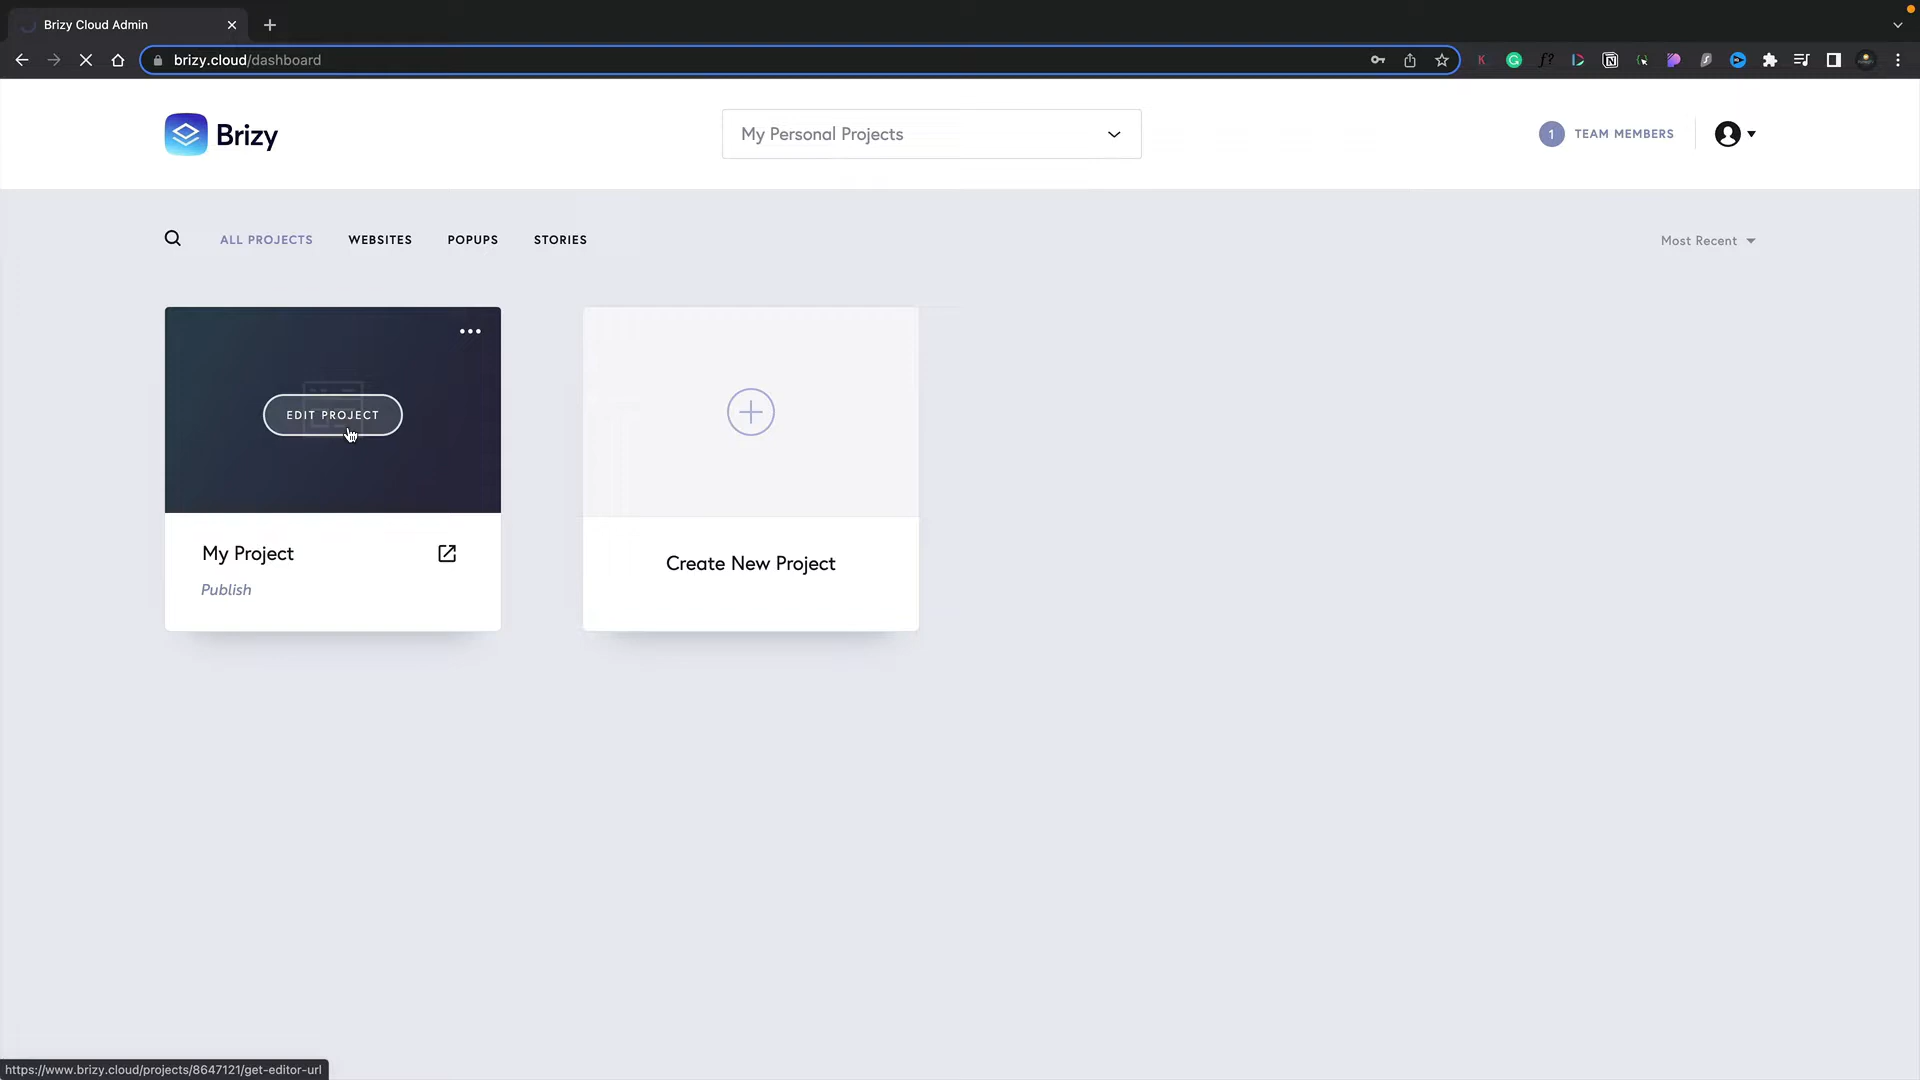 Brizy Cloud Admin
brizy.cloud/dashboard
Brizy
My Personal Projects
1 TEAM MEMBERS
ALL PROJECTS WEBSITES POPUPS STORIES
Most Recent
EDIT PROJECT
My Project
Publish
Create New Project
https://www.brizy.cloud/projects/8647121/get-editor-url